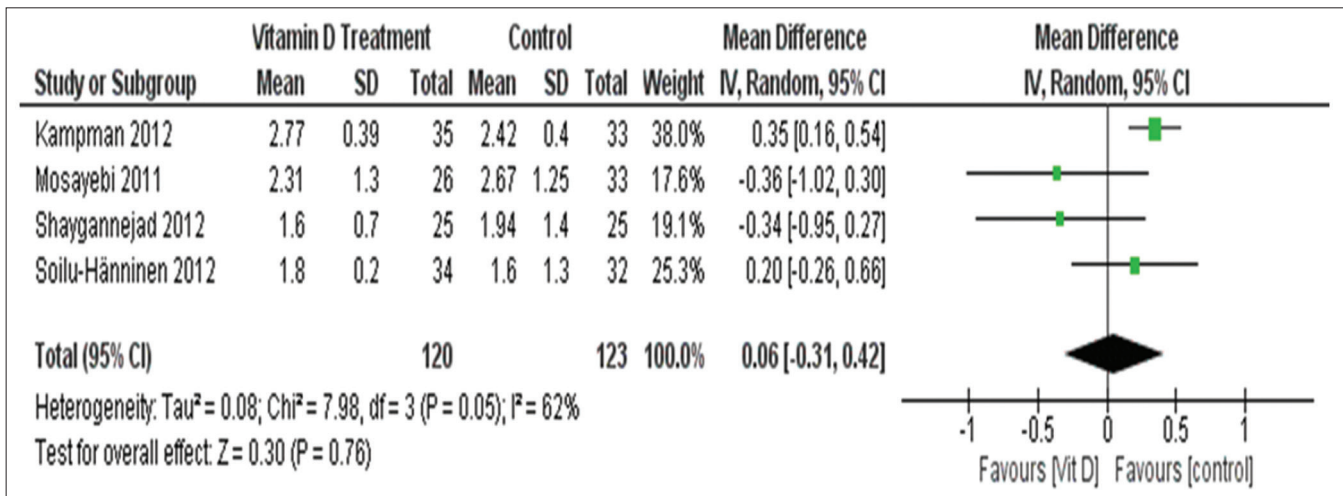 Vitamin D Treatment Control Mean Difference Mean Difference
Study or Subgroup Mean SD Total Mean SD Total Weight IV, Random, 95% CI IV, Random, 95% CI
Kampman 2012 2.77 0.39 35 2.42 0.4 33 38.0% 0.35 [0.16, 0.54]
Mosayebi 2011 2.31 1.3 26 2.67 1.25 33 17.6% -0.36 [-1.02, 0.30]
Shaygannejad 2012 1.6 0.7 25 1.94 1.4 25 19.1% -0.34 [-0.95, 0.27]
Soilu-Hänninen 2012 1.8 0.2 34 1.6 1.3 32 25.3% 0.20 [-0.26, 0.66]
Total (95% CI) 120 123 100.0% 0.06 [-0.31, 0.42]
Heterogeneity: Tau² = 0.08; Chi² = 7.98, df = 3 (P = 0.05); I² = 62%
Test for overall effect: Z = 0.30 (P = 0.76)
-1 -0.5 0 0.5 1
Favours [Vit D] Favours [control]